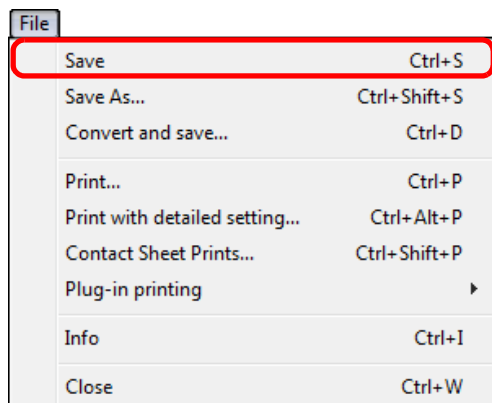 File
Save Ctrl+S
Save As... Ctrl+Shift+S
Convert and save... Ctrl+D
Print... Ctrl+P
Print with detailed setting... Ctrl+Alt+P
Contact Sheet Prints... Ctrl+Shift+P
Plug-in printing
Info Ctrl+I
Close Ctrl+W